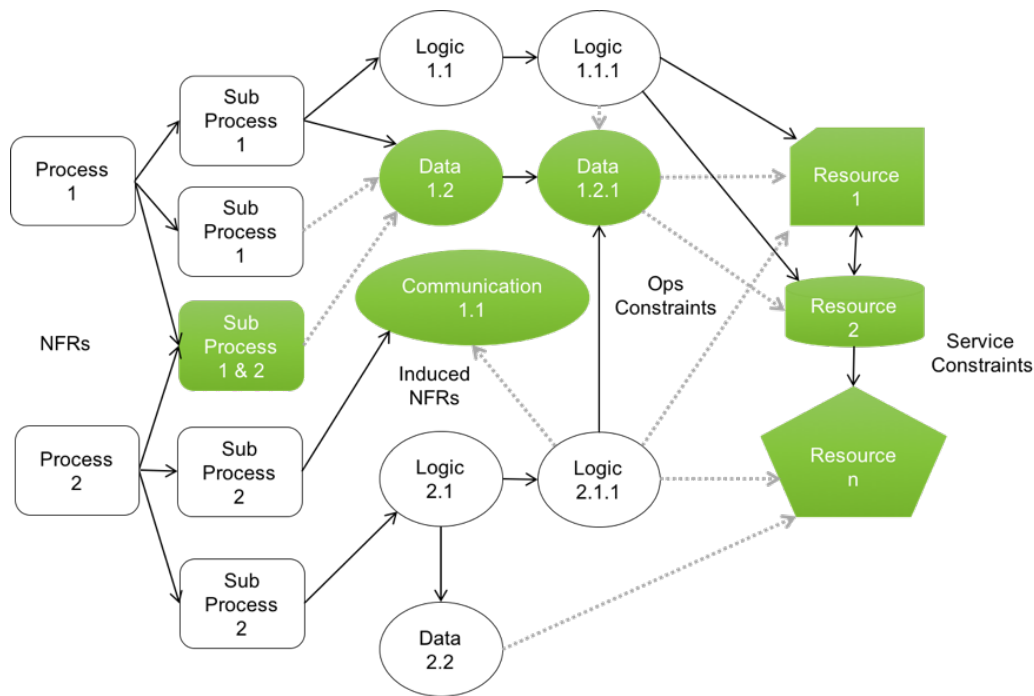 Logic
1.1
Logic
1.1.1
Sub
Process
1
Process
1
Data
1.2
Data
1.2.1
Resource
1
Sub
Process
1
Communication
1.1
Ops
Constraints
Resource
2
NFRs
Sub
Process
1 & 2
Service
Constraints
Induced
NFRs
Process
2
Sub
Process
2
Logic
2.1
Logic
2.1.1
Resource
n
Sub
Process
2
Data
2.2